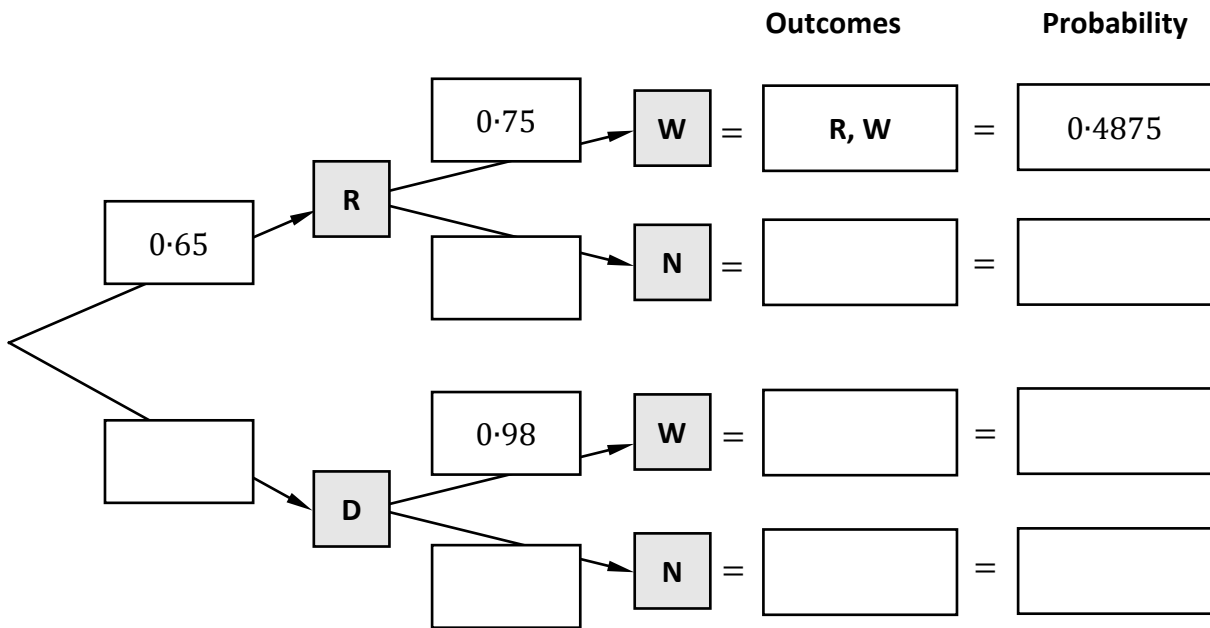 Outcomes Probability
0·75
W = R, W = 0·4875
R
0·65
N = =
0·98
W = =
D
N = =